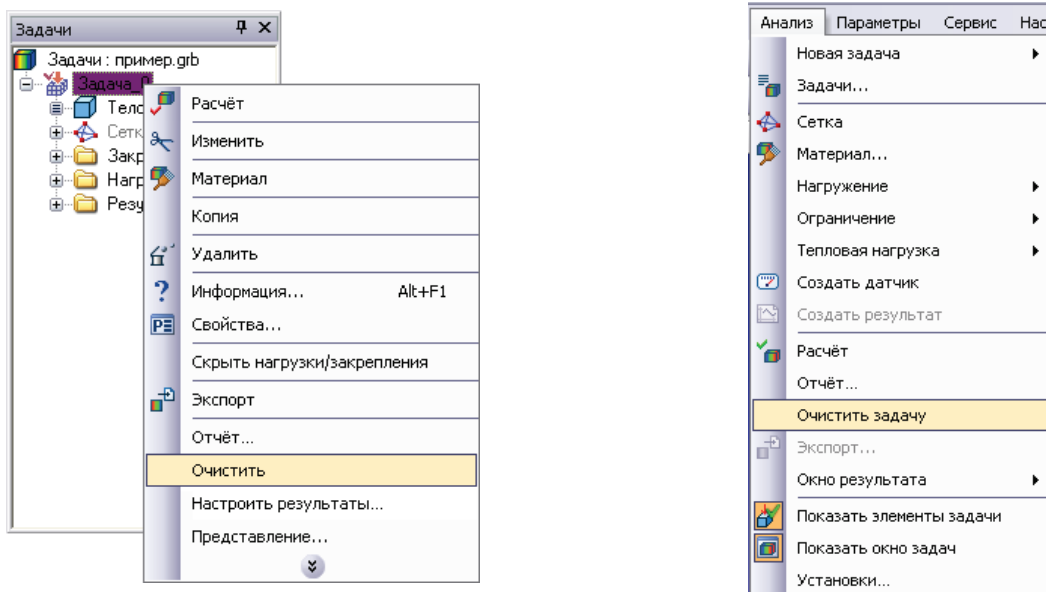 Задачи
Задачи : пример.grb
Задача_0
Тело
Сетк
Закр
Нагр
Резу
Расчёт
Изменить
Материал
Копия
Удалить
Информация... Alt+F1
Свойства...
Скрыть нагрузки/закрепления
Экспорт
Отчёт...
Очистить
Настроить результаты...
Представление...
Анализ Параметры Сервис Нас
Новая задача
Задачи...
Сетка
Материал...
Нагружение
Ограничение
Тепловая нагрузка
Создать датчик
Создать результат
Расчёт
Отчёт...
Очистить задачу
Экспорт...
Окно результата
Показать элементы задачи
Показать окно задач
Установки...